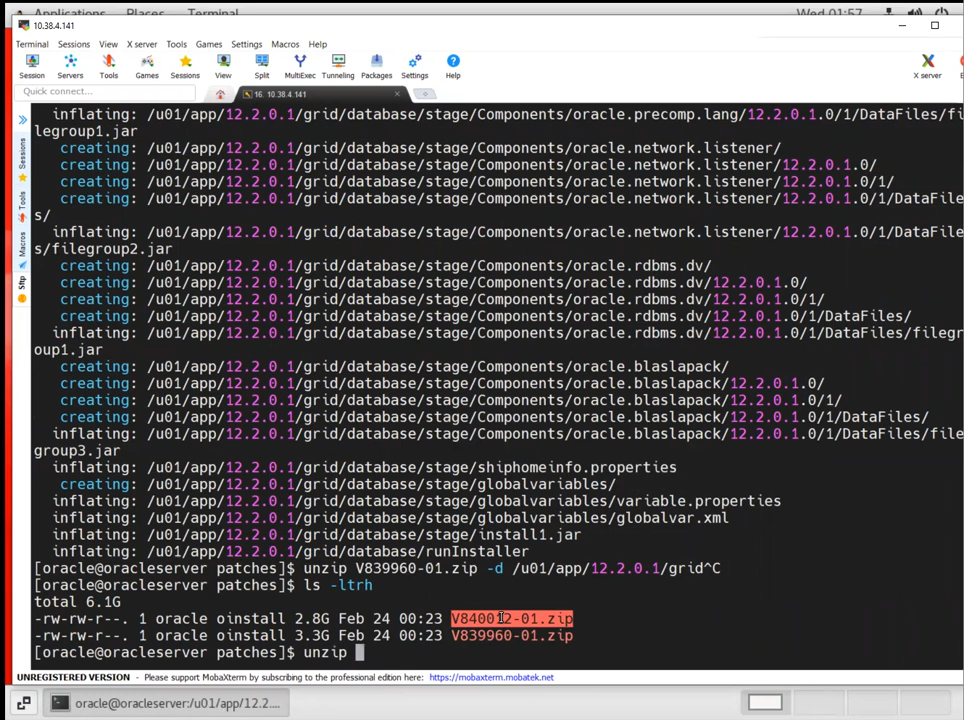 Applications Places Terminal Wed 01:57
10.38.4.141
Terminal Sessions View X server Tools Games Settings Macros Help
Session Servers Tools Games Sessions View Split MultiExec Tunneling Packages Settings Help X server
Quick connect... 16. 10.38.4.141
Sessions
Tools
Macros
Sftp
inflating: /u01/app/12.2.0.1/grid/database/stage/Components/oracle.precomp.lang/12.2.0.1.0/1/DataFiles/fi
legroup1.jar
creating: /u01/app/12.2.0.1/grid/database/stage/Components/oracle.network.listener/
creating: /u01/app/12.2.0.1/grid/database/stage/Components/oracle.network.listener/12.2.0.1.0/
creating: /u01/app/12.2.0.1/grid/database/stage/Components/oracle.network.listener/12.2.0.1.0/1/
creating: /u01/app/12.2.0.1/grid/database/stage/Components/oracle.network.listener/12.2.0.1.0/1/DataFile
s/
inflating: /u01/app/12.2.0.1/grid/database/stage/Components/oracle.network.listener/12.2.0.1.0/1/DataFile
s/filegroup2.jar
creating: /u01/app/12.2.0.1/grid/database/stage/Components/oracle.rdbms.dv/
creating: /u01/app/12.2.0.1/grid/database/stage/Components/oracle.rdbms.dv/12.2.0.1.0/
creating: /u01/app/12.2.0.1/grid/database/stage/Components/oracle.rdbms.dv/12.2.0.1.0/1/
creating: /u01/app/12.2.0.1/grid/database/stage/Components/oracle.rdbms.dv/12.2.0.1.0/1/DataFiles/
inflating: /u01/app/12.2.0.1/grid/database/stage/Components/oracle.rdbms.dv/12.2.0.1.0/1/DataFiles/filegr
oup1.jar
creating: /u01/app/12.2.0.1/grid/database/stage/Components/oracle.blaslapack/
creating: /u01/app/12.2.0.1/grid/database/stage/Components/oracle.blaslapack/12.2.0.1.0/
creating: /u01/app/12.2.0.1/grid/database/stage/Components/oracle.blaslapack/12.2.0.1.0/1/
creating: /u01/app/12.2.0.1/grid/database/stage/Components/oracle.blaslapack/12.2.0.1.0/1/DataFiles/
inflating: /u01/app/12.2.0.1/grid/database/stage/Components/oracle.blaslapack/12.2.0.1.0/1/DataFiles/file
group3.jar
inflating: /u01/app/12.2.0.1/grid/database/stage/shiphomeinfo.properties
creating: /u01/app/12.2.0.1/grid/database/stage/globalvariables/
inflating: /u01/app/12.2.0.1/grid/database/stage/globalvariables/variable.properties
inflating: /u01/app/12.2.0.1/grid/database/stage/globalvariables/globalvar.xml
inflating: /u01/app/12.2.0.1/grid/database/stage/install1.jar
inflating: /u01/app/12.2.0.1/grid/database/runInstaller
[oracle@oracleserver patches]$ unzip V839960-01.zip -d /u01/app/12.2.0.1/grid^C
[oracle@oracleserver patches]$ ls -ltrh
total 6.1G
-rw-rw-r--. 1 oracle oinstall 2.8G Feb 24 00:23 V840012-01.zip
-rw-rw-r--. 1 oracle oinstall 3.3G Feb 24 00:23 V839960-01.zip
[oracle@oracleserver patches]$ unzip
UNREGISTERED VERSION - Please support MobaXterm by subscribing to the professional edition here: https://mobaxterm.mobatek.net
oracle@oracleserver:/u01/app/12.2....